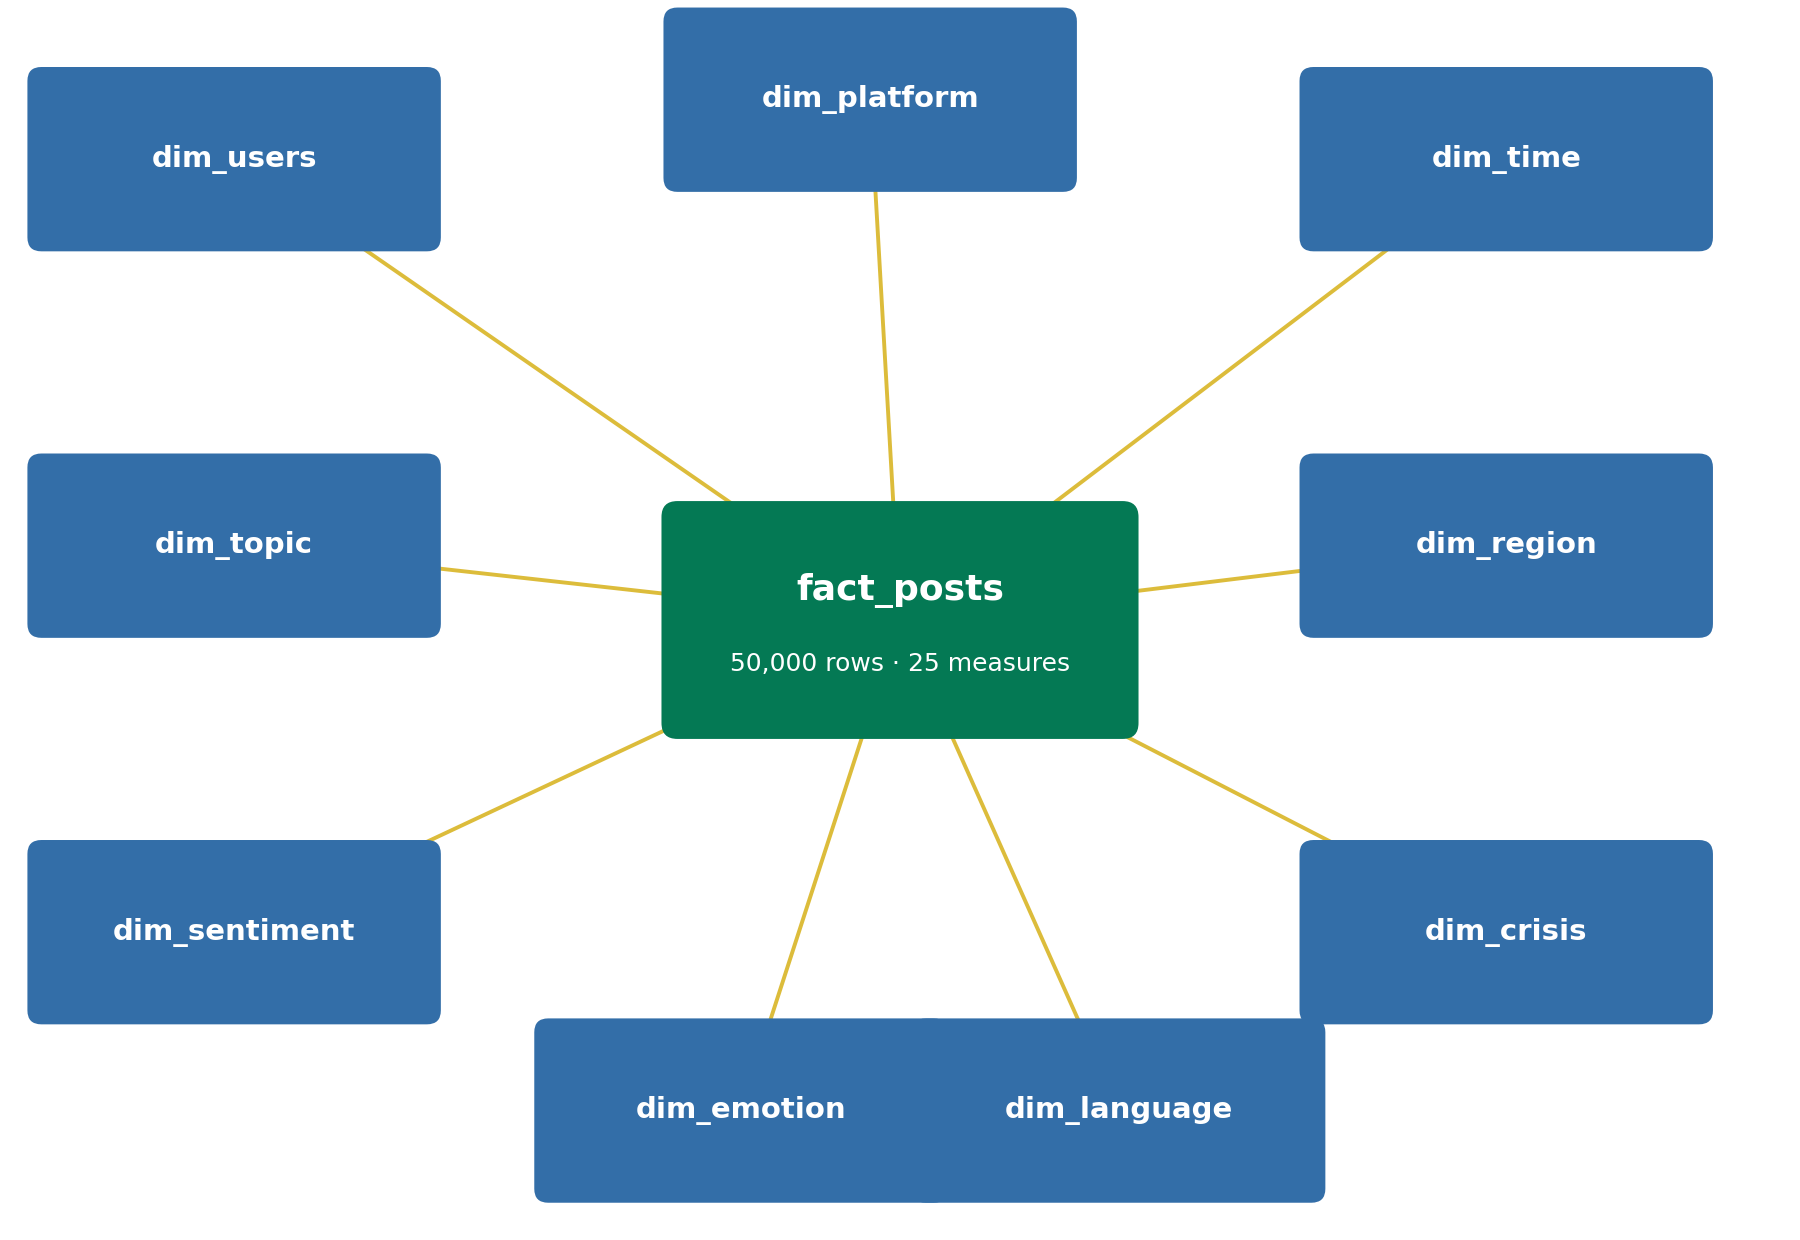 dim_platform
dim_users
dim_time
dim_topic
dim_region
fact_posts
50,000 rows · 25 measures
dim_sentiment
dim_crisis
dim_emotion
dim_language